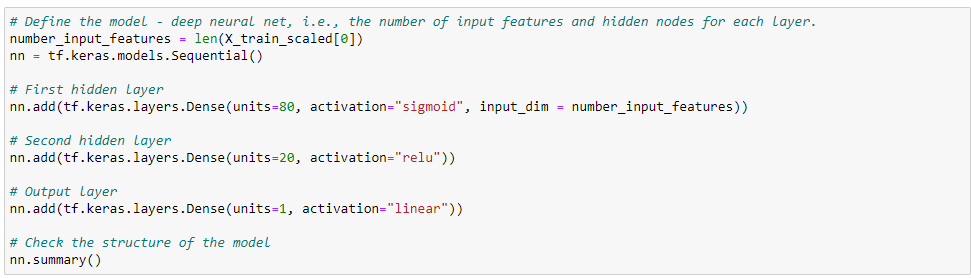 # Define the model - deep neural net, i.e., the number of input features and hidden nodes for each layer.
number_input_features = len(X_train_scaled[0])
nn = tf.keras.models.Sequential()
# First hidden layer
nn.add(tf.keras.layers.Dense(units=80, activation="sigmoid", input_dim = number_input_features))
# Second hidden layer
nn.add(tf.keras.layers.Dense(units=20, activation="relu"))
# Output layer
nn.add(tf.keras.layers.Dense(units=1, activation="linear"))
# Check the structure of the model
nn.summary()